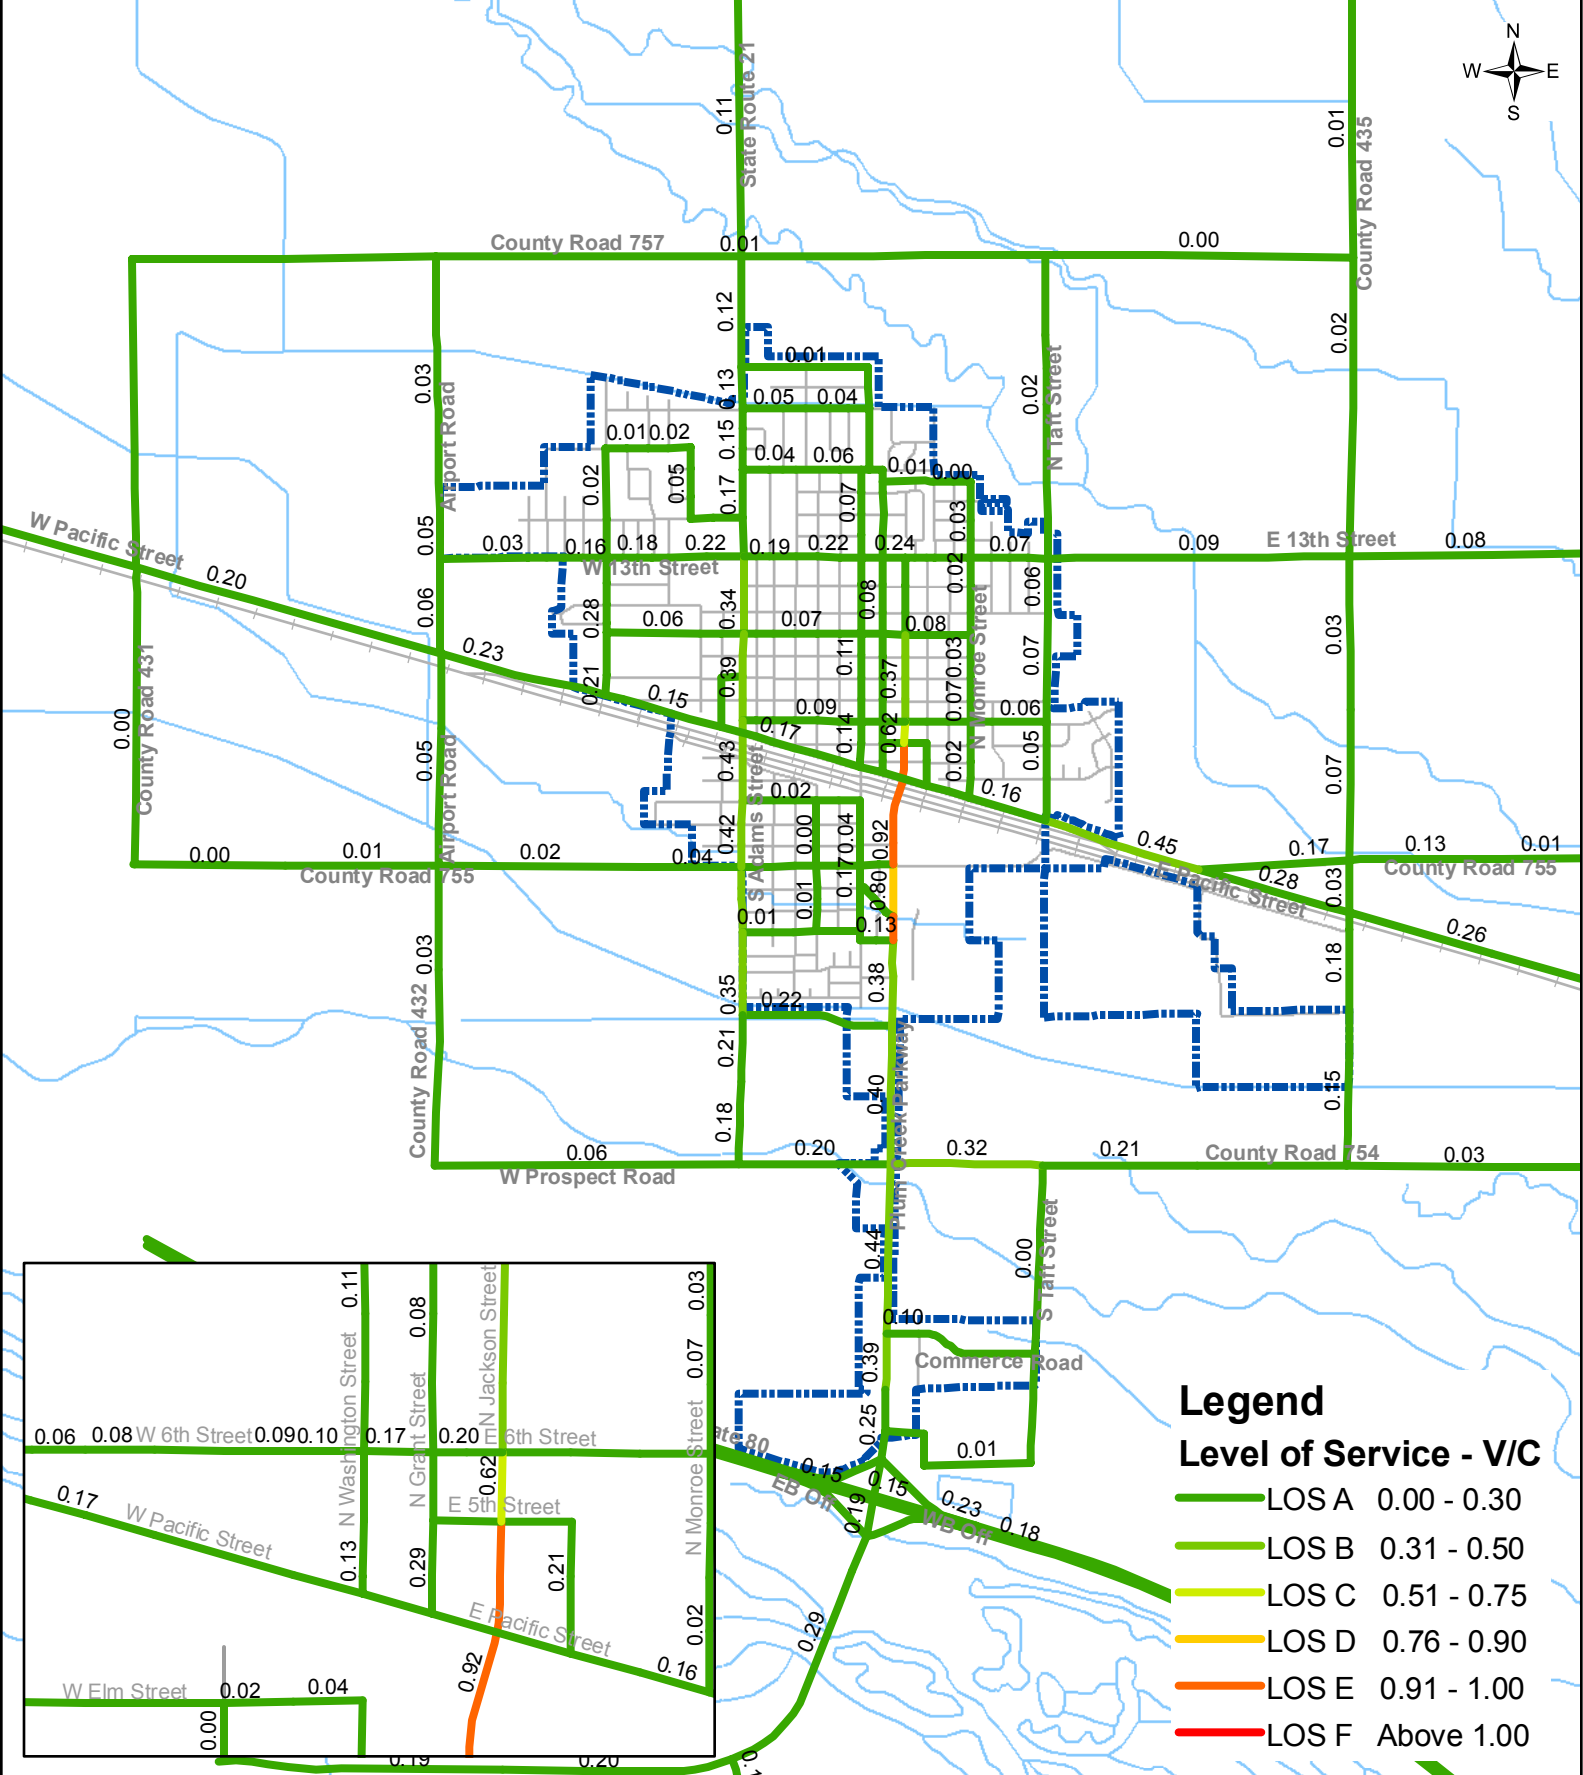 N
W E
S
State Route 21
0.11
0.01
County Road 435
County Road 757
0.01
0.00
0.12
0.02
0.01
0.03
Airport Road
0.13
0.02
N Taft Street
0.05 0.04
0.01 0.02
0.15
0.04 0.06
0.01 0.00
0.02
0.05
0.17
0.07
0.03
W Pacific Street
0.05
0.03
0.16
0.18
0.22
0.19
0.22
0.24
0.07
0.09
E 13th Street
0.08
W 13th Street
0.20
0.02
0.06
0.06
0.28
0.34
0.08
N Monroe Street
0.06
0.07
0.08
0.03
0.23
0.11
0.03
0.07
County Road 431
0.21
0.15
0.39
0.37
0.07
0.09
0.06
0.00
0.17
0.14
0.62
0.05
Airport Road
0.43
S Adams Street
0.02
0.05
0.07
0.02
0.16
0.42
0.00
0.04
0.92
0.45
0.17
0.13
0.01
0.00
0.01
0.02
0.04
County Road 755
County Road 755
0.17
0.80
0.28
E Pacific Street
0.03
0.01
0.01
0.13
0.26
0.03
0.38
0.18
County Road 432
0.35
0.22
0.21
Plum Creek Parkway
0.40
0.15
0.18
0.06
0.20
0.32
0.21
County Road 754
0.03
W Prospect Road
0.44
0.00
S Taft Street
0.10
0.39
Commerce Road
0.25
0.01
ate 80
0.15
0.15
EB Off
0.19
0.23
WB Off
0.18
0.29
0.11
0.08
N Jackson Street
0.03
N Washington Street
N Grant Street
0.07
0.06
0.08
W 6th Street
0.09
0.10
0.17
0.20
E 6th Street
N Monroe Street
0.62
0.17
W Pacific Street
E 5th Street
0.13
0.29
0.21
E Pacific Street
0.02
0.92
0.16
W Elm Street
0.02
0.04
0.00
0.19
0.20
Legend
Level of Service - V/C
LOS A 0.00 - 0.30
LOS B 0.31 - 0.50
LOS C 0.51 - 0.75
LOS D 0.76 - 0.90
LOS E 0.91 - 1.00
LOS F Above 1.00